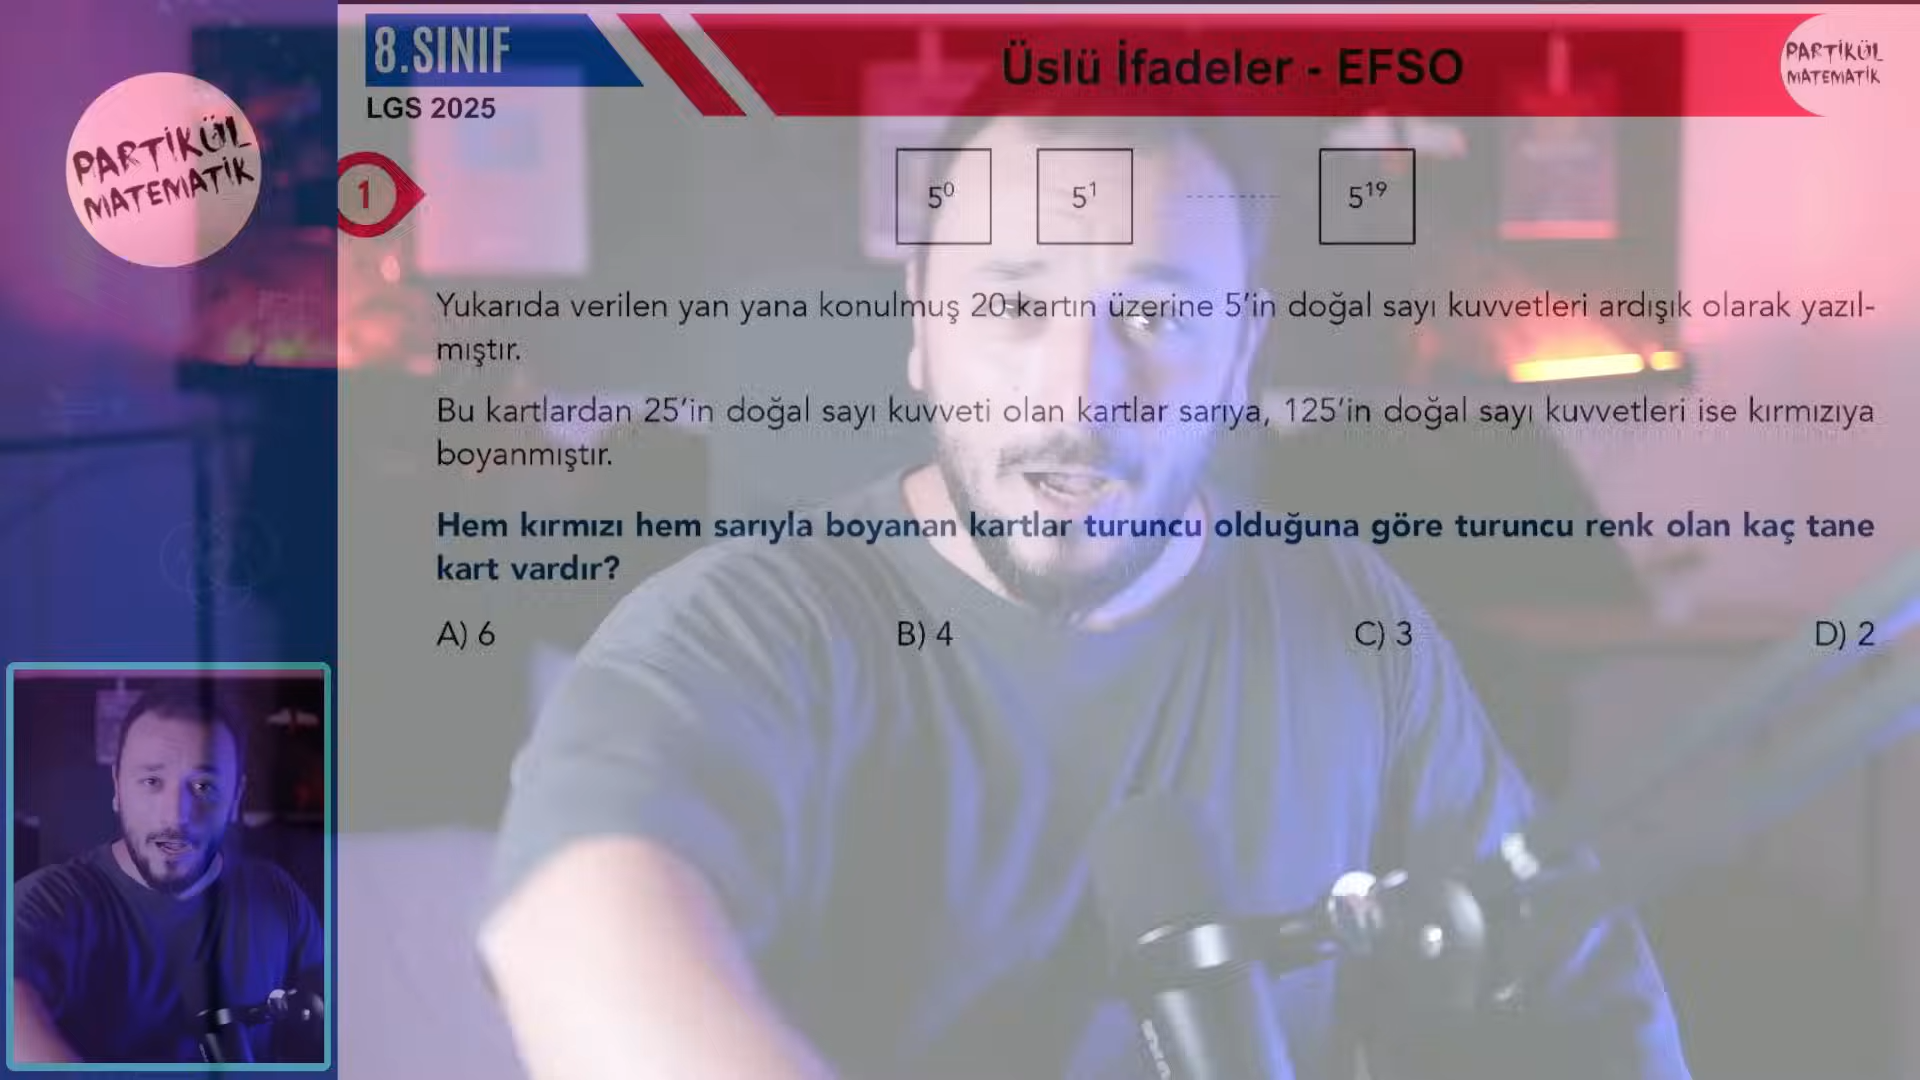 PARTİKÜL
MATEMATİK
8.SINIF
LGS 2025
Üslü İfadeler - EFSO
PARTİKÜL
MATEMATİK
1
5⁰ 5¹ 5¹⁹
Yukarıda verilen yan yana konulmuş 20 kartın üzerine 5'in doğal sayı kuvvetleri ardışık olarak yazıl-
mıştır.
Bu kartlardan 25'in doğal sayı kuvveti olan kartlar sarıya, 125'in doğal sayı kuvvetleri ise kırmızıya
boyanmıştır.
Hem kırmızı hem sarıyla boyanan kartlar turuncu olduğuna göre turuncu renk olan kaç tane
kart vardır?
A) 6 B) 4 C) 3 D) 2